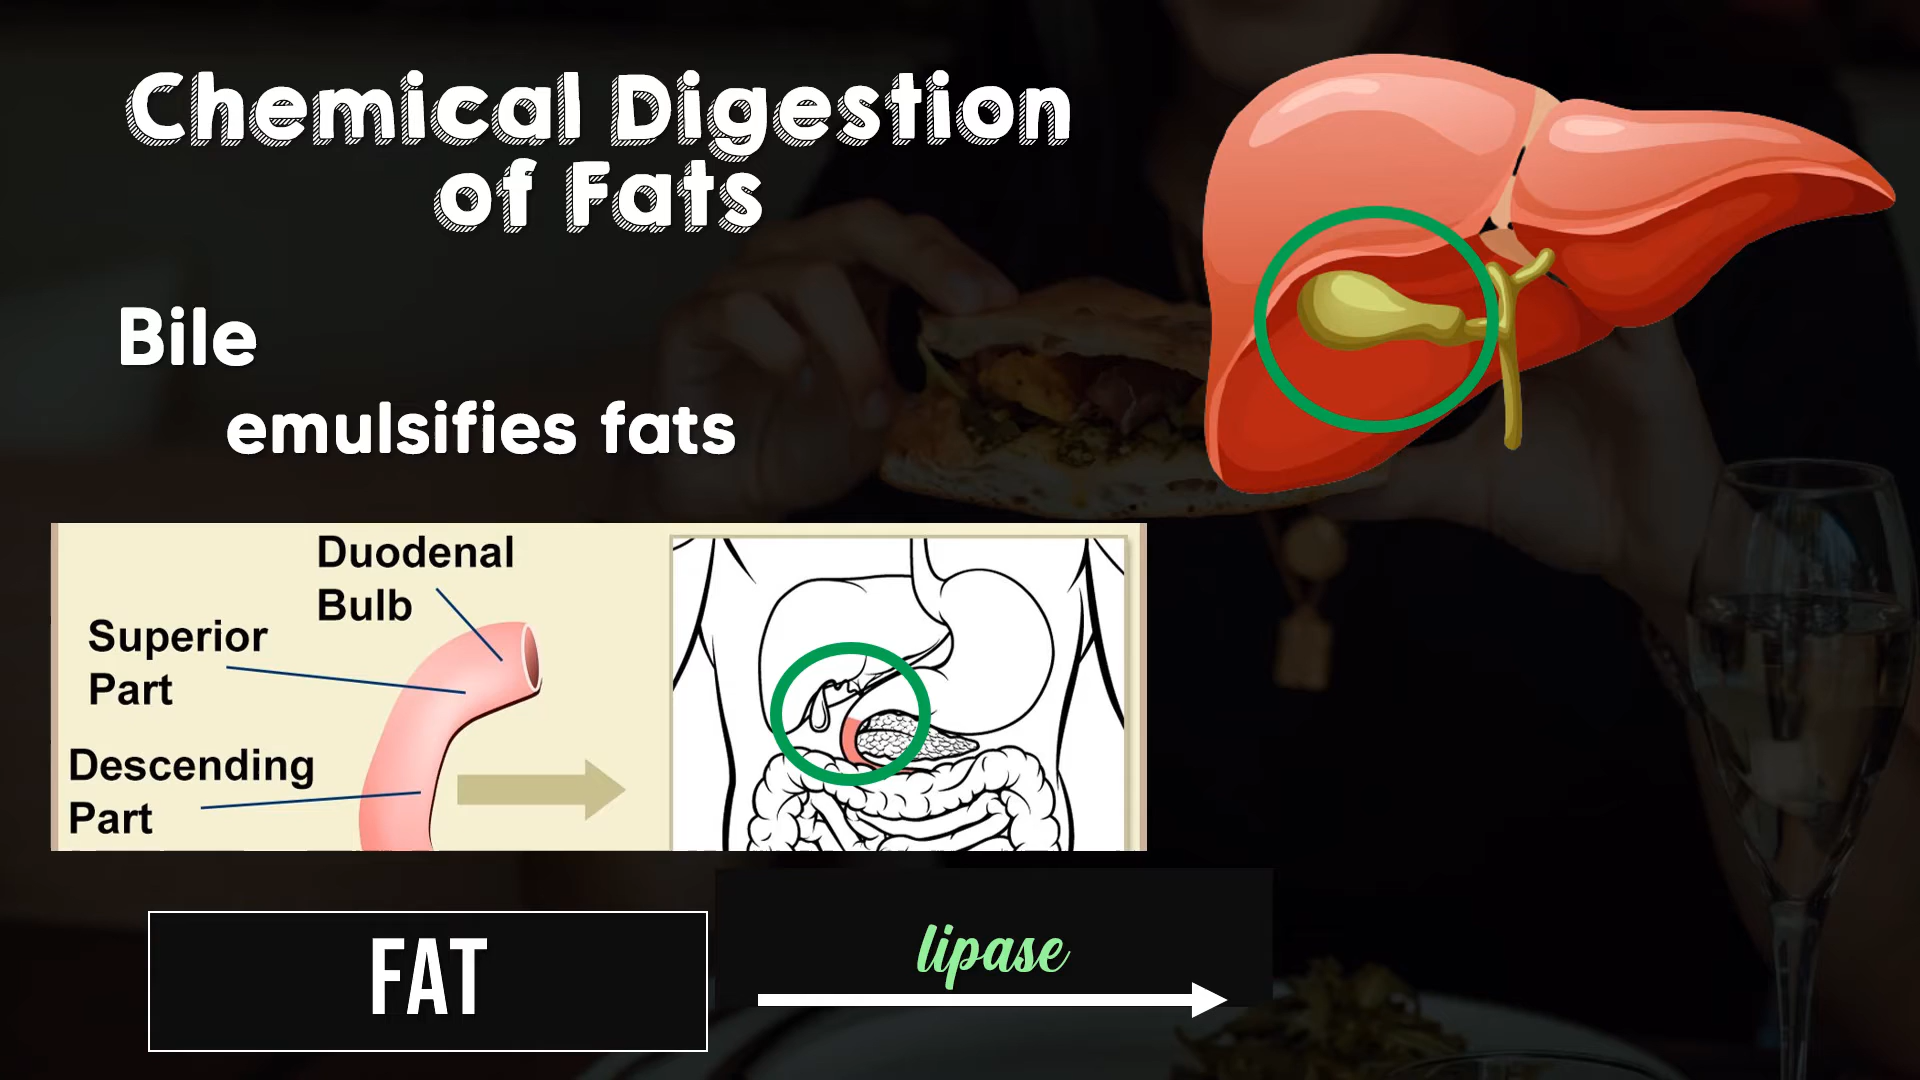 Chemical Digestion
of Fats
Bile
emulsifies fats
Duodenal
Bulb
Superior
Part
Descending
Part
FAT
lipase